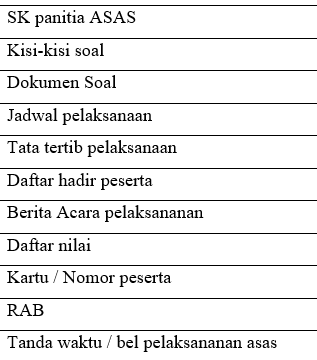 SK panitia ASAS
Kisi-kisi soal
Dokumen Soal
Jadwal pelaksanaan
Tata tertib pelaksanaan
Daftar hadir peserta
Berita Acara pelaksananan
Daftar nilai
Kartu / Nomor peserta
RAB
Tanda waktu / bel pelaksananan asas